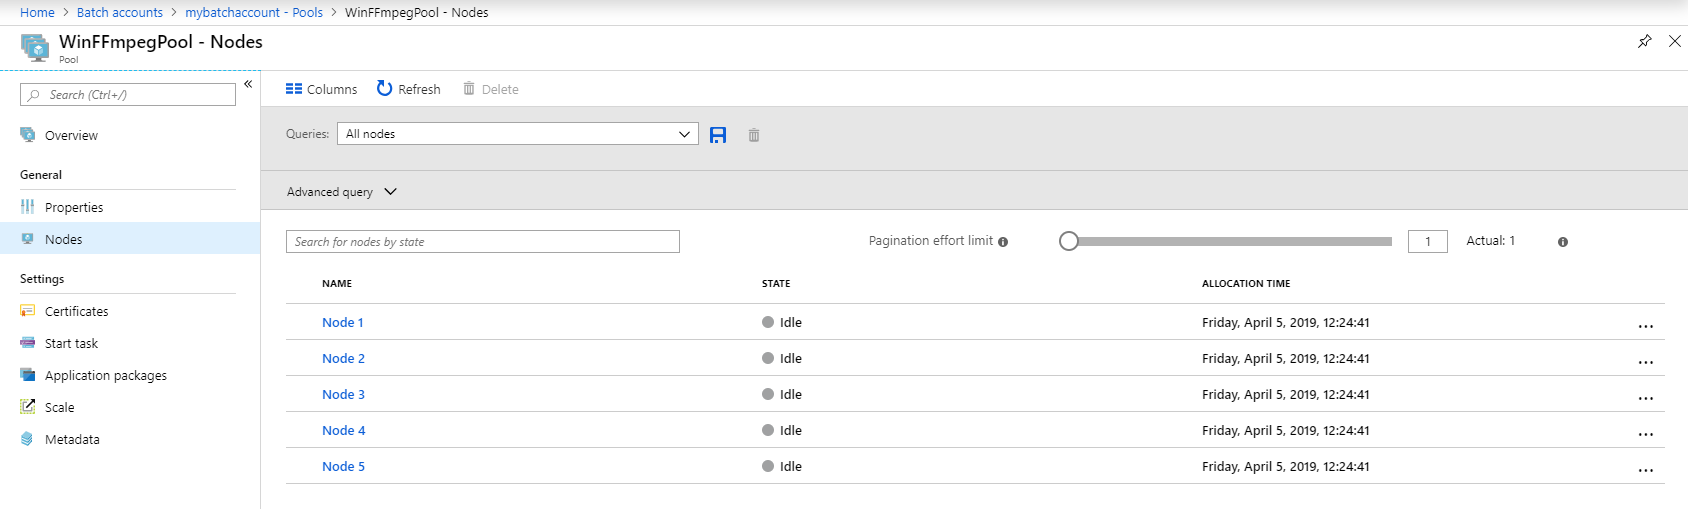 Home > Batch accounts > mybatchaccount - Pools > WinFFmpegPool - Nodes
WinFFmpegPool - Nodes
Pool
Search (Ctrl+/)
Overview
General
Properties
Nodes
Settings
Certificates
Start task
Application packages
Scale
Metadata
Columns Refresh Delete
Queries: All nodes
Advanced query
Search for nodes by state Pagination effort limit 1 Actual: 1
NAME STATE ALLOCATION TIME
Node 1 Idle Friday, April 5, 2019, 12:24:41 ...
Node 2 Idle Friday, April 5, 2019, 12:24:41 ...
Node 3 Idle Friday, April 5, 2019, 12:24:41 ...
Node 4 Idle Friday, April 5, 2019, 12:24:41 ...
Node 5 Idle Friday, April 5, 2019, 12:24:41 ...